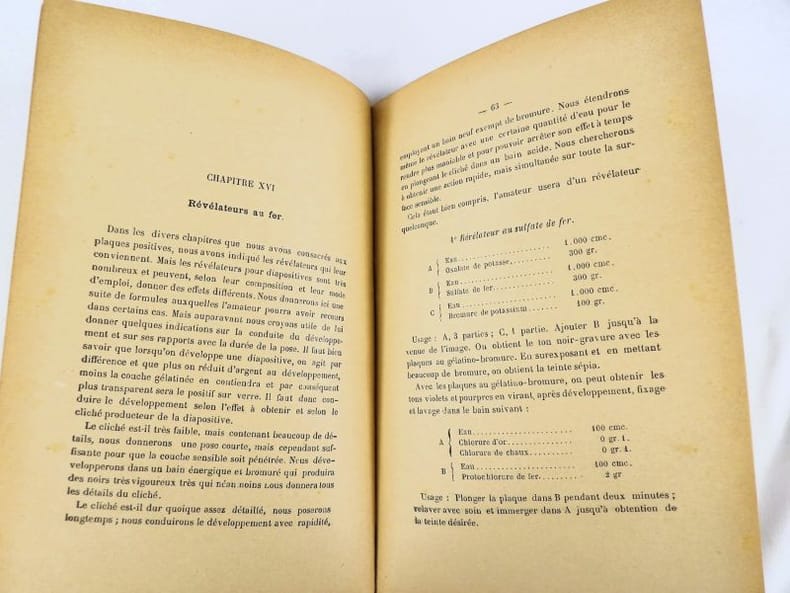 CHAPITRE XVI
Révélateurs au fer.
Dans les divers chapitres que nous avons consacrés aux
plaques positives, nous avons indiqué les révélateurs qui leur
conviennent. Mais les révélateurs pour diapositives sont très
nombreux et peuvent, selon leur composition et leur mode
d'emploi, donner des effets différents. Nous donnerons ici une
suite de formules auxquelles l'amateur pourra avoir recours
dans certains cas. Mais auparavant nous croyons utile de lui
donner quelques indications sur la conduite du développe-
ment et sur ses rapports avec la durée de la pose. Il faut bien
savoir que lorsqu'on développe une diapositive, on agit par
différence et que plus on réduit d'argent au développement,
moins la couche gélatinée en contiendra et par conséquent
plus transparent sera le positif sur verre. Il faut donc con-
duire le développement selon l'effet à obtenir et selon le
cliché producteur de la diapositive.
Le cliché est-il très faible, mais contenant beaucoup de dé-
tails, nous donnerons une pose courte, mais cependant suf-
fisante pour que la couche sensible soit pénétrée. Nous déve-
lopperons dans un bain énergique et bromuré qui produira
des noirs très vigoureux très qui néan noins nous donnera tous
les détails du cliché.
Le cliché est-il dur quoique assez détaillé, nous poserons
longtemps ; nous conduirons le développement avec rapidité,
— 63 —
employant un bain neuf exempt de bromure. Nous étendrons
même le révélateur avec une certaine quantité d'eau pour le
rendre plus maniable et pour pouvoir arrêter son effet à temps
en plongeant le cliché dans un bain acide. Nous chercherons
à obtenir une action rapide, mais simultanée sur toute la sur-
face sensible.
Cela étant bien compris, l'amateur usera d'un révélateur
quelconque.
1° Révélateur au sulfate de fer.
A { Eau..................... 1.000 cmc.
Oxalate de potasse............. 300 gr.
B { Eau..................... 1.000 cmc.
Sulfate de fer............. 300 gr.
C { Eau..................... 1.000 cmc.
Bromure de potassium......... 100 gr.
Usage : A, 3 parties ; C, 1 partie. Ajouter B jusqu'à la
venue de l'image. On obtient le ton noir-gravure avec les
plaques au gélatino-bromure. En surexposant et en mettant
beaucoup de bromure, on obtient la teinte sépia.
Avec les plaques au gélatino-bromure, on peut obtenir les
tons violets et pourpres en virant, après développement, fixage
et lavage dans le bain suivant :
A { Eau..................... 100 cmc.
Chlorure d'or............. 0 gr. 1.
Chlorure de chaux......... 0 gr. 1.
B { Eau..................... 100 cmc.
Protochlorure de fer......... 2 gr
Usage : Plonger la plaque dans B pendant deux minutes ;
relaver avec soin et immerger dans A jusqu'à obtention de
la teinte désirée.